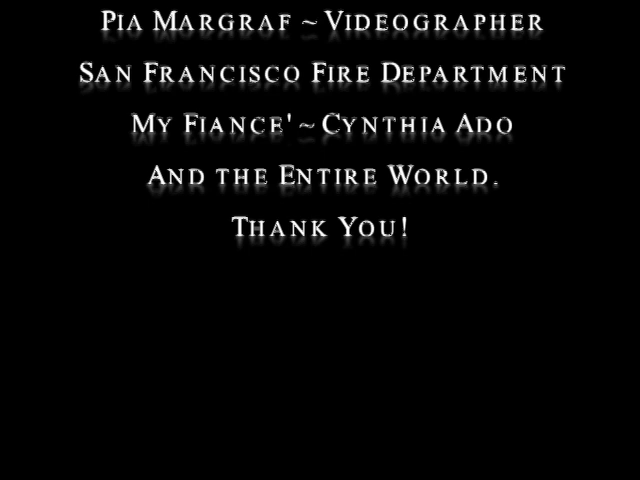 Pia Margraf ~ Videographer
San Francisco Fire Department
My Fiance' ~ Cynthia Ado
And the Entire World.
Thank You!